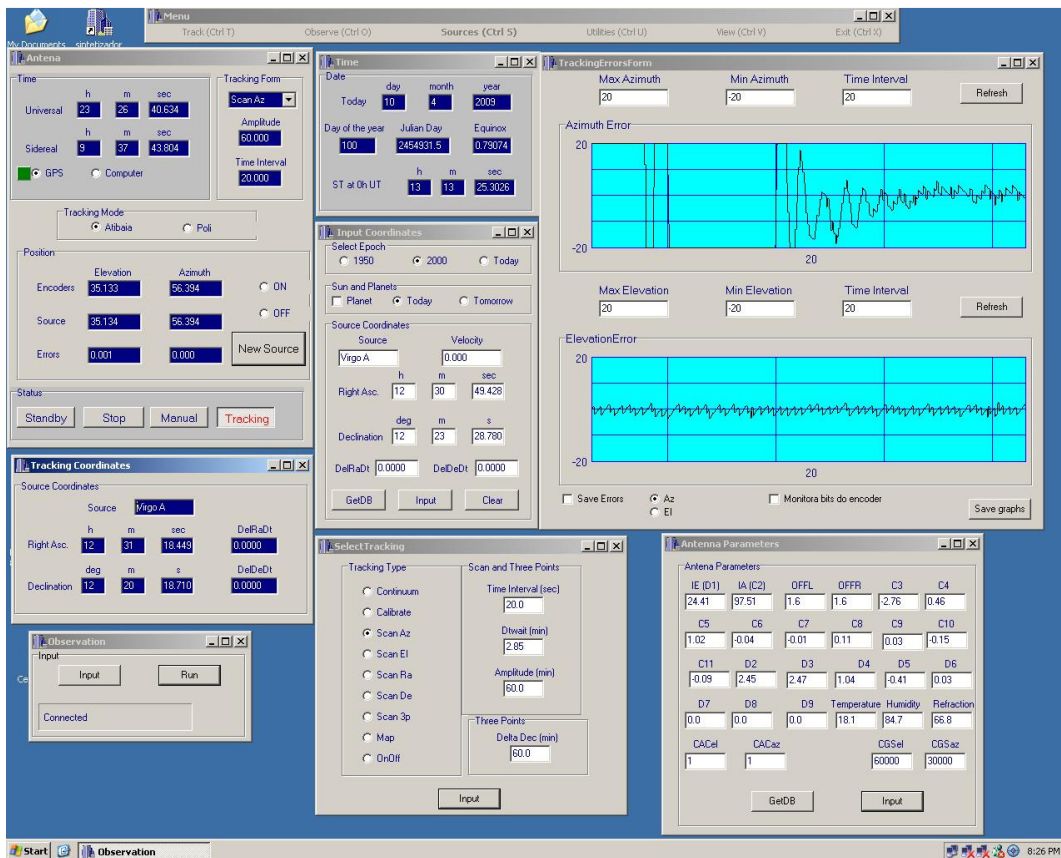 Menu
Track (Ctrl T) Observe (Ctrl O) Sources (Ctrl S) Utilities (Ctrl U) View (Ctrl V) Exit (Ctrl X)
My Documents sintetizador
Antena
Time
h m sec
Universal 23 26 40.634
h m sec
Sidereal 9 37 43.804
GPS Computer
Tracking Form
Scan Az
Amplitude
60.000
Time Interval
20.000
Tracking Mode
Atibaia Poli
Position
Elevation Azimuth
Encoders 35.133 56.394 ON
Source 35.134 56.394 OFF
Errors 0.001 0.000 New Source
Status
Standby Stop Manual Tracking
Tracking Coordinates
Source Coordinates
Source Virgo A
h m sec DelRaDt
Right Asc. 12 31 18.449 0.0000
deg m s DelDeDt
Declination 12 20 18.710 0.0000
Observation
Input
Input Run
Connected
Ce
Time
Date
day month year
Today 10 4 2009
Day of the year Julian Day Equinox
100 2454931.5 0.79074
h m sec
ST at 0h UT 13 13 25.3026
Input Coordinates
Select Epoch
1950 2000 Today
Sun and Planets
Planet Today Tomorrow
Source Coordinates
Source Velocity
Virgo A 0.000
h m sec
Right Asc. 12 30 49.428
deg m s
Declination 12 23 28.780
DelRaDt 0.0000 DelDeDt 0.0000
GetDB Input Clear
SelectTracking
Tracking Type
Continuum
Calibrate
Scan Az
Scan El
Scan Ra
Scan De
Scan 3p
Map
OnOff
Scan and Three Points
Time Interval (sec)
20.0
Dtwait (min)
2.85
Amplitude (min)
60.0
Three Points
Delta Dec (min)
60.0
Input
TrackingErrorsForm
Max Azimuth Min Azimuth Time Interval
20 -20 20 Refresh
Azimuth Error
20
-20
20
Max Elevation Min Elevation Time Interval
20 -20 20 Refresh
ElevationError
20
-20
20
Save Errors Az Monitora bits do encoder
El Save graphs
Antenna Parameters
Antena Parameters
IE (D1) IA (C2) OFFL OFFR C3 C4
24.41 97.51 1.6 1.6 -2.76 0.46
C5 C6 C7 C8 C9 C10
1.02 -0.04 -0.01 0.11 0.03 -0.15
C11 D2 D3 D4 D5 D6
-0.09 2.45 2.47 1.04 -0.41 0.03
D7 D8 D9 Temperature Humidity Refraction
0.0 0.0 0.0 18.1 84.7 66.8
CACel CACaz CGSel CGSaz
1 1 60000 30000
GetDB Input
Start Observation 8:26 PM